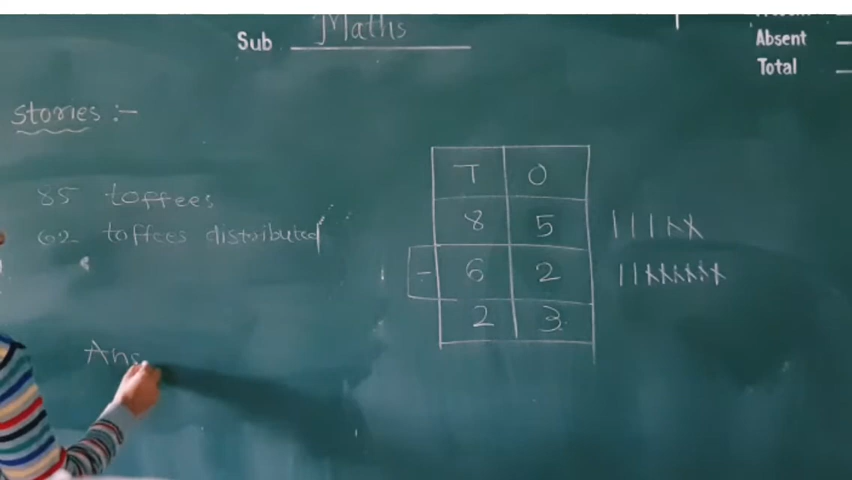 Sub Maths
Absent
Total
Stories :-
85 toffees
62 toffees distributed
T O
8 5
- 6 2
2 3
Ans